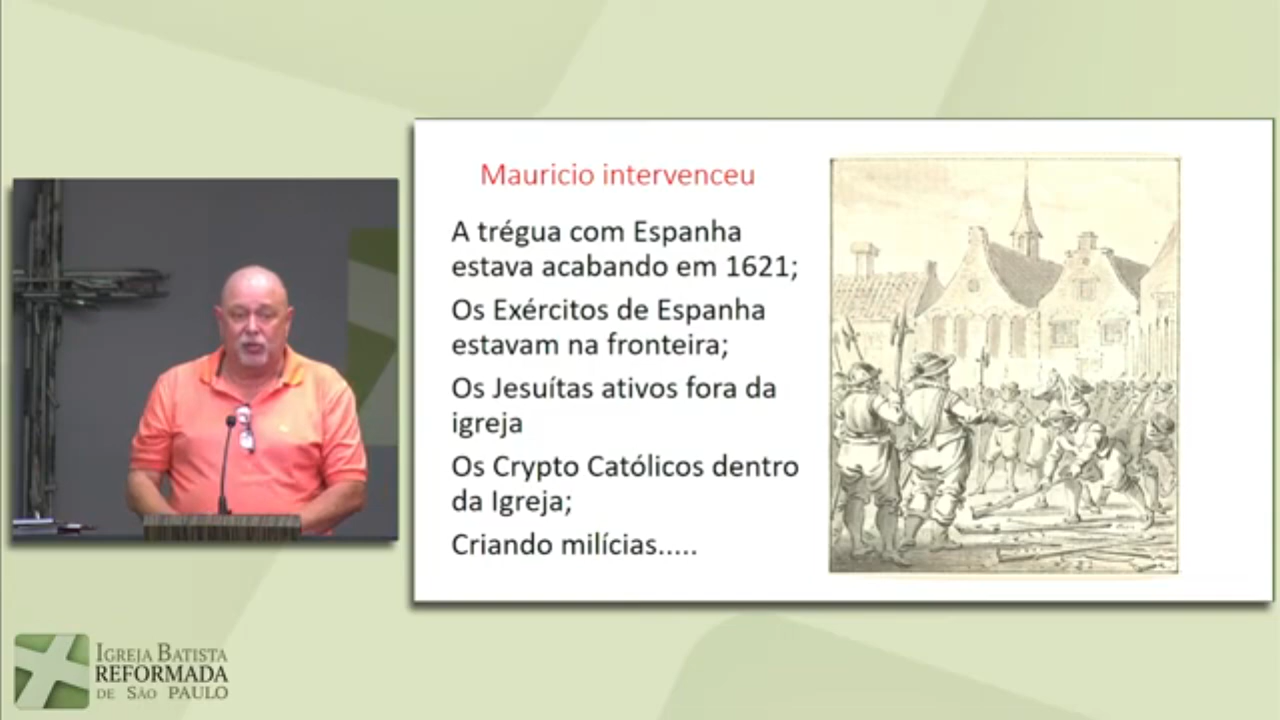 Mauricio intervenceu
A trégua com Espanha
estava acabando em 1621;
Os Exércitos de Espanha
estavam na fronteira;
Os Jesuítas ativos fora da
igreja
Os Crypto Católicos dentro
da Igreja;
Criando milícias.....
IGREJA BATISTA
REFORMADA
DE SÃO PAULO